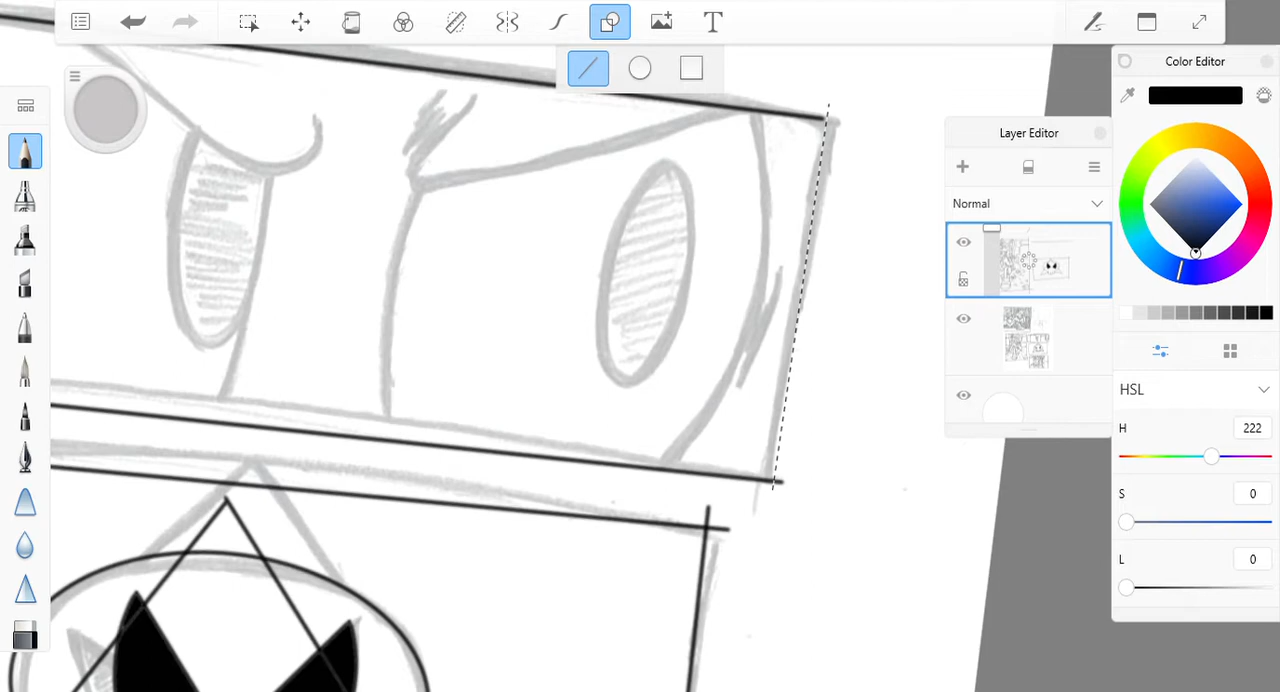 T
Color Editor
Layer Editor
Normal
HSL
H 222
S 0
L 0